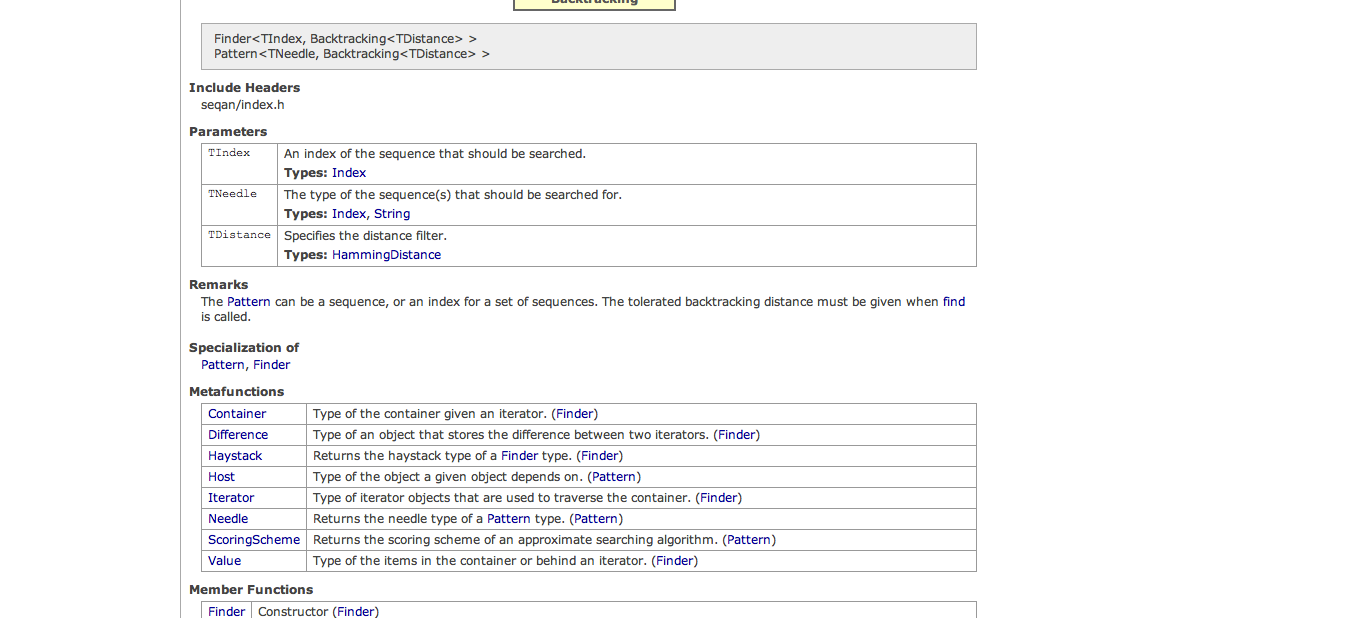 Backtracking
Finder<TIndex, Backtracking<TDistance> >
Pattern<TNeedle, Backtracking<TDistance> >
Include Headers
seqan/index.h
Parameters
TIndex An index of the sequence that should be searched.
Types: Index
TNeedle The type of the sequence(s) that should be searched for.
Types: Index, String
TDistance Specifies the distance filter.
Types: HammingDistance
Remarks
The Pattern can be a sequence, or an index for a set of sequences. The tolerated backtracking distance must be given when find
is called.
Specialization of
Pattern, Finder
Metafunctions
Container Type of the container given an iterator. (Finder)
Difference Type of an object that stores the difference between two iterators. (Finder)
Haystack Returns the haystack type of a Finder type. (Finder)
Host Type of the object a given object depends on. (Pattern)
Iterator Type of iterator objects that are used to traverse the container. (Finder)
Needle Returns the needle type of a Pattern type. (Pattern)
ScoringScheme Returns the scoring scheme of an approximate searching algorithm. (Pattern)
Value Type of the items in the container or behind an iterator. (Finder)
Member Functions
Finder Constructor (Finder)